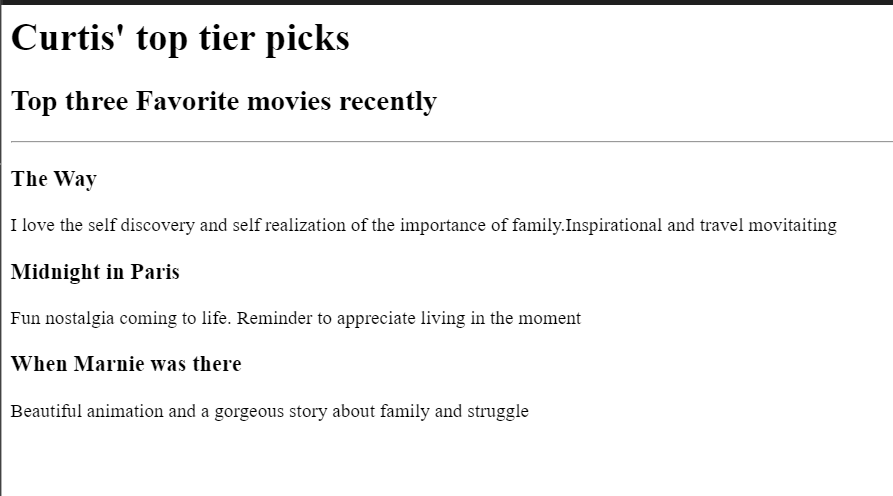 Curtis' top tier picks
Top three Favorite movies recently
The Way
I love the self discovery and self realization of the importance of family.Inspirational and travel movitaiting
Midnight in Paris
Fun nostalgia coming to life. Reminder to appreciate living in the moment
When Marnie was there
Beautiful animation and a gorgeous story about family and struggle